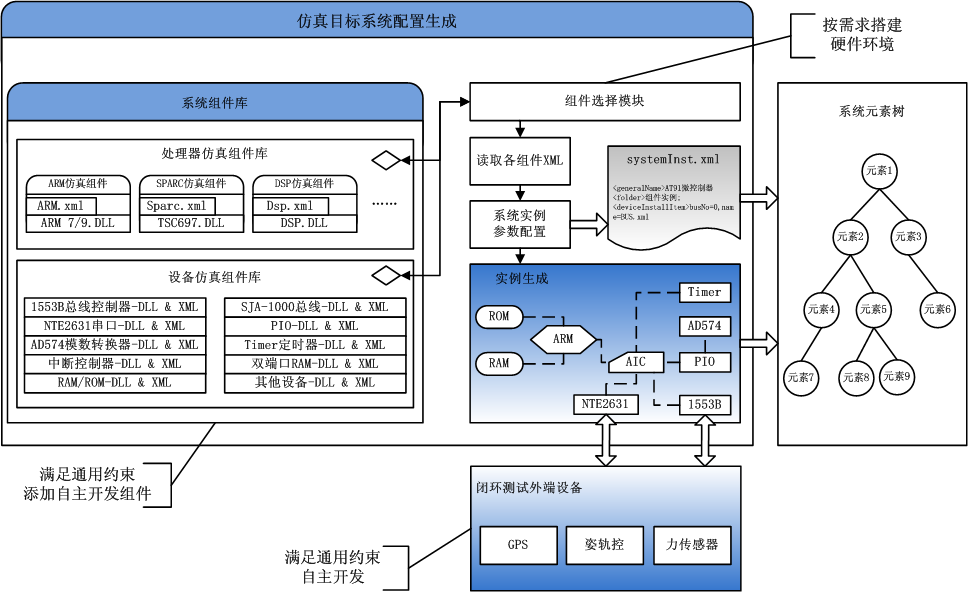 仿真目标系统配置生成
按需求搭建
硬件环境
系统组件库
处理器仿真组件库
ARM仿真组件
ARM.xml
ARM 7/9.DLL
SPARC仿真组件
Sparc.xml
TSC697.DLL
DSP仿真组件
Dsp.xml
DSP.DLL
……
设备仿真组件库
1553B总线控制器-DLL & XML
NTE2631串口-DLL & XML
AD574模数转换器-DLL & XML
中断控制器-DLL & XML
RAM/ROM-DLL & XML
SJA-1000总线-DLL & XML
PIO-DLL & XML
Timer定时器-DLL & XML
双端口RAM-DLL & XML
其他设备-DLL & XML
组件选择模块
读取各组件XML
系统实例
参数配置
systemInst.xml
<generalName>AT91微控制器
<folder>组件实例;
<deviceInstallItem>busNo=0,nam
e=BUS.xml
实例生成
ROM
RAM
ARM
AIC
Timer
AD574
PIO
NTE2631
1553B
系统元素树
元素1
元素2
元素3
元素4
元素5
元素6
元素7
元素8
元素9
满足通用约束
添加自主开发组件
闭环测试外端设备
GPS
姿轨控
力传感器
满足通用约束
自主开发